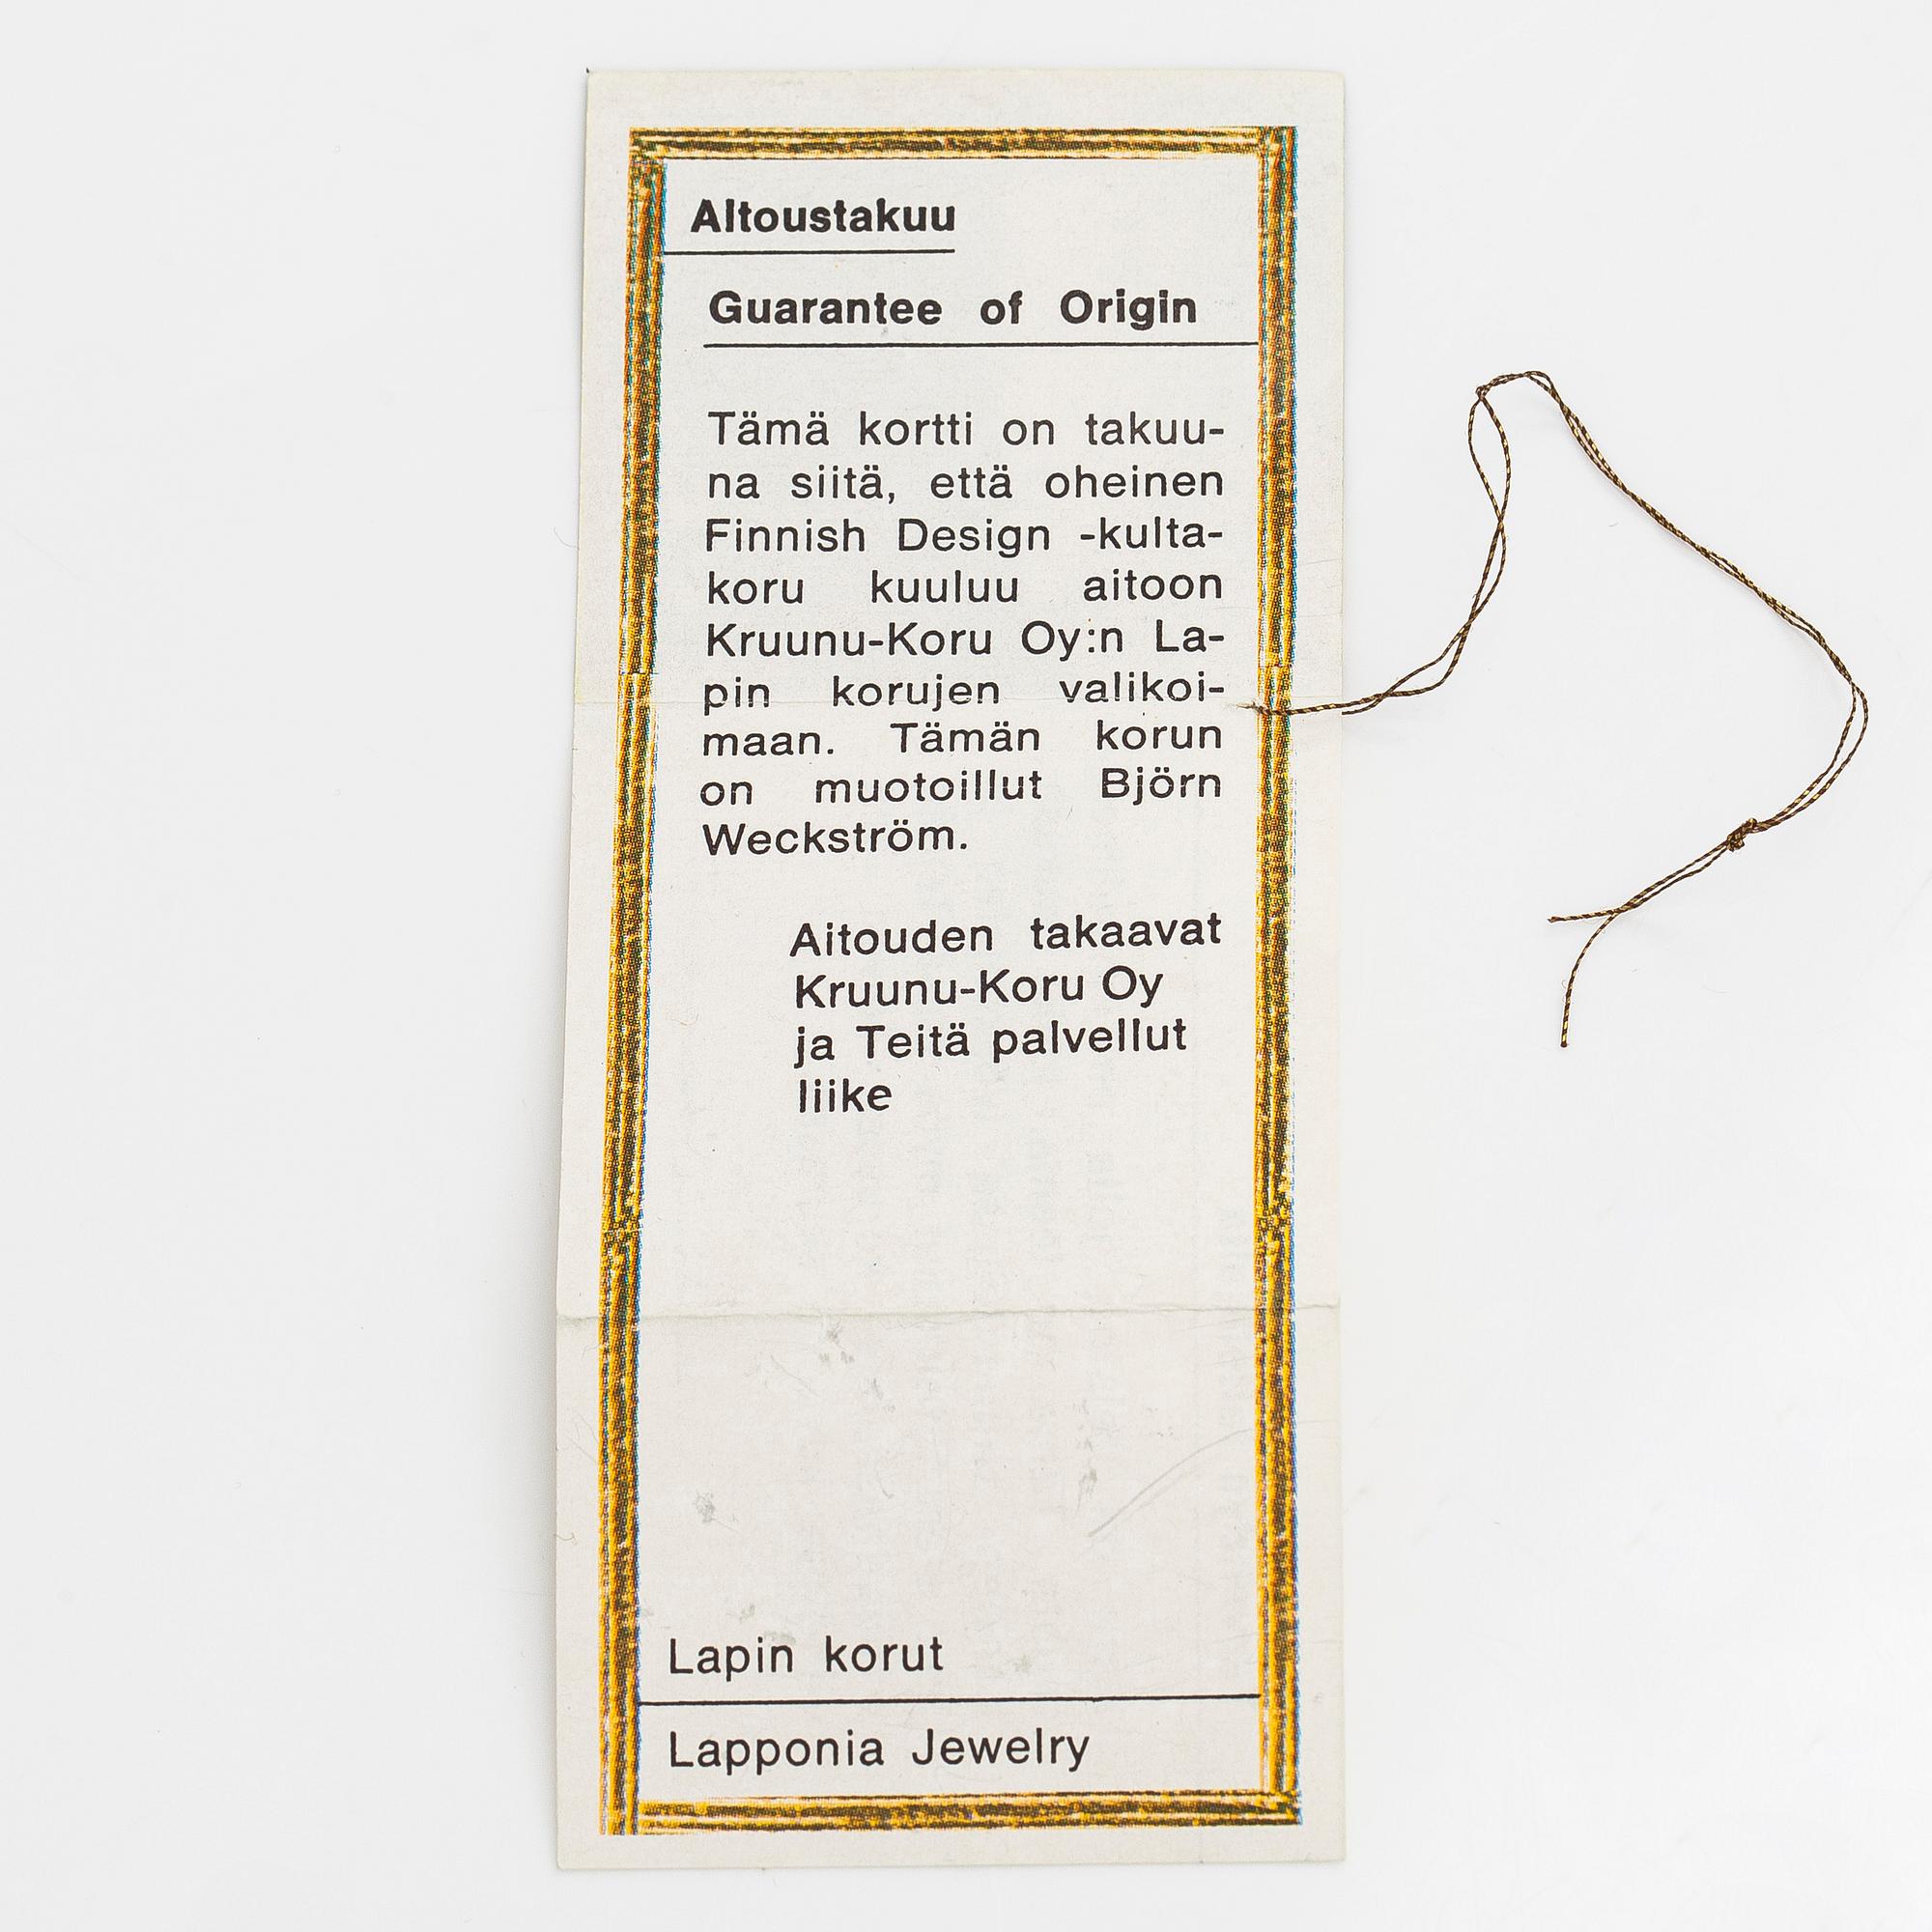 Aitoustakuu
Guarantee of Origin
Tämä kortti on takuu-
na siitä, että oheinen
Finnish Design -kulta-
koru kuuluu aitoon
Kruunu-Koru Oy:n La-
pin korujen valikoi-
maan. Tämän korun
on muotoillut Björn
Weckström.
Aitouden takaavat
Kruunu-Koru Oy
ja Teitä palvellut
liike
Lapin korut
Lapponia Jewelry